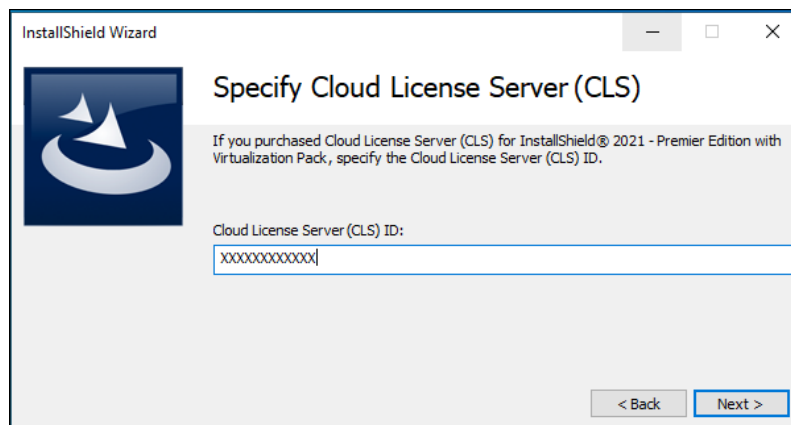 InstallShield Wizard
Specify Cloud License Server (CLS)
If you purchased Cloud License Server (CLS) for InstallShield® 2021 - Premier Edition with
Virtualization Pack, specify the Cloud License Server (CLS) ID.
Cloud License Server (CLS) ID:
XXXXXXXXXXXX
< Back Next >